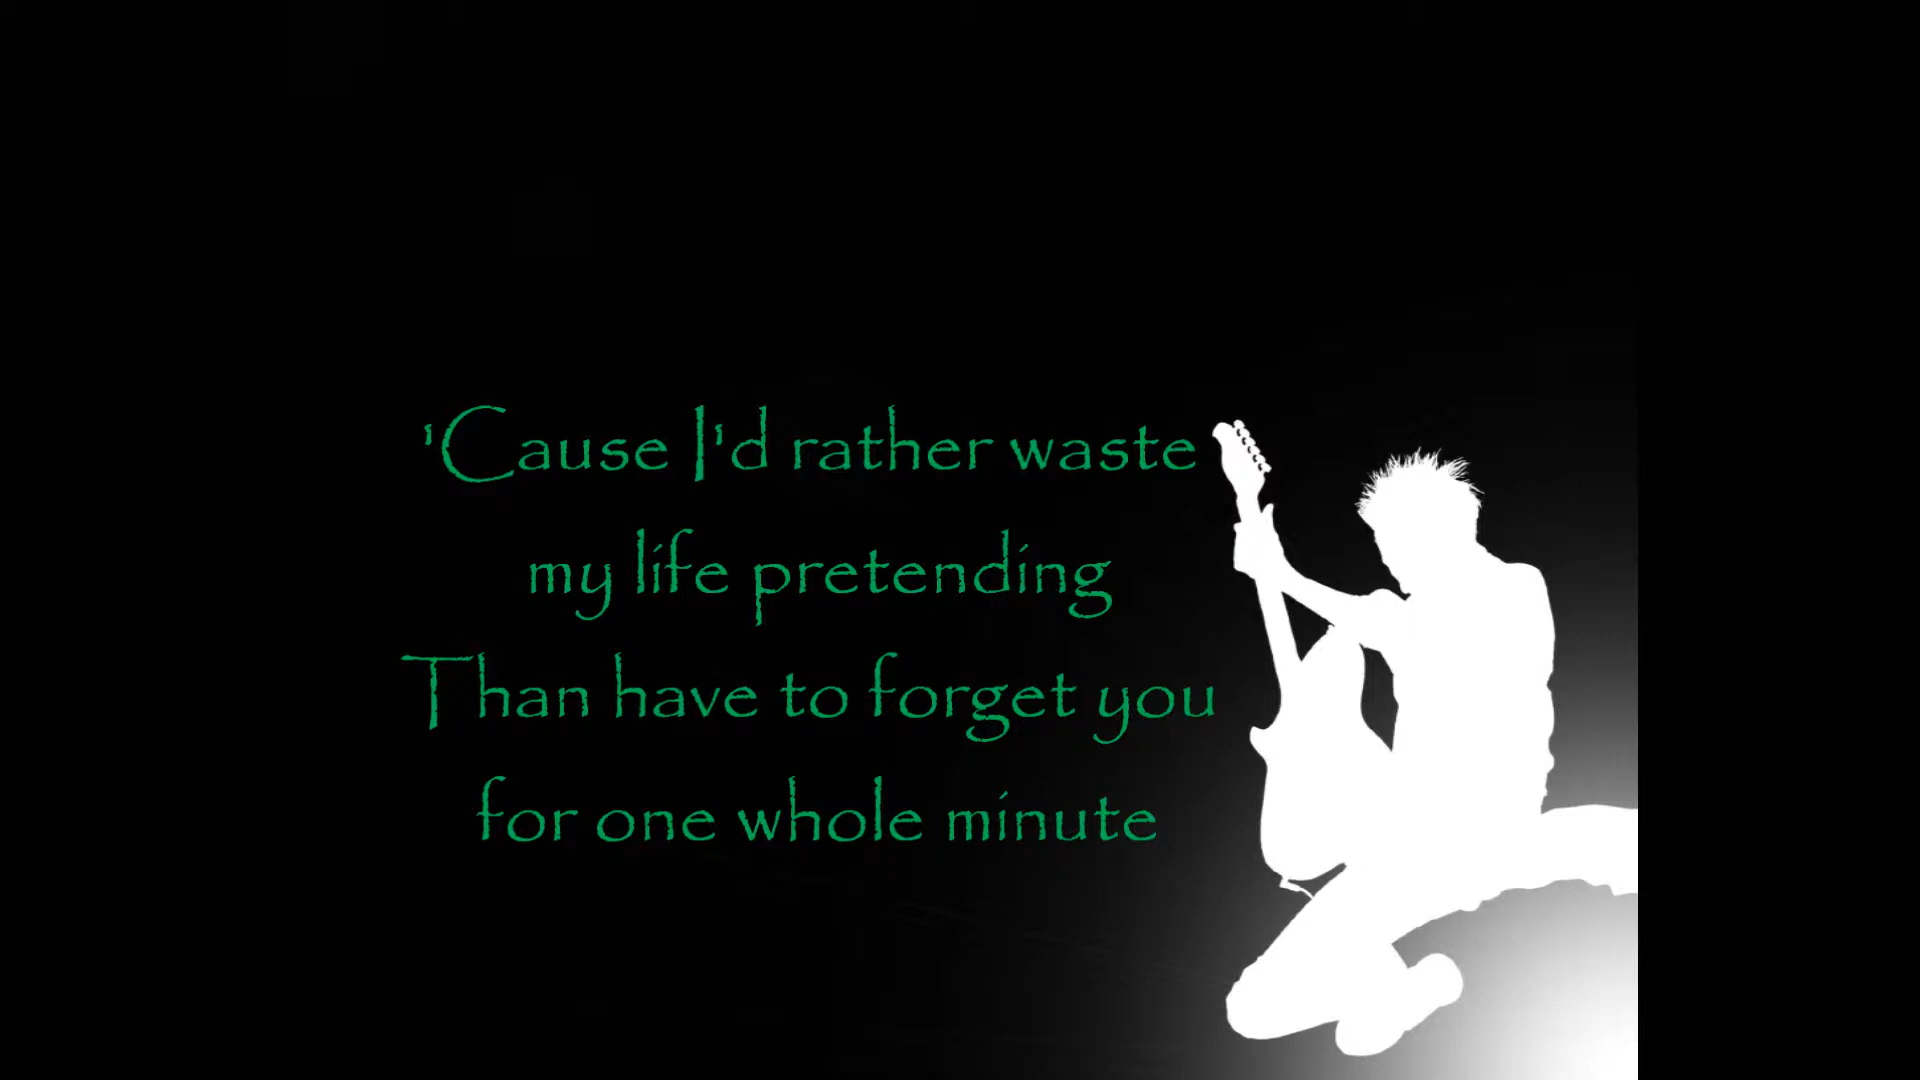 'Cause I'd rather waste
my life pretending
Than have to forget you
for one whole minute